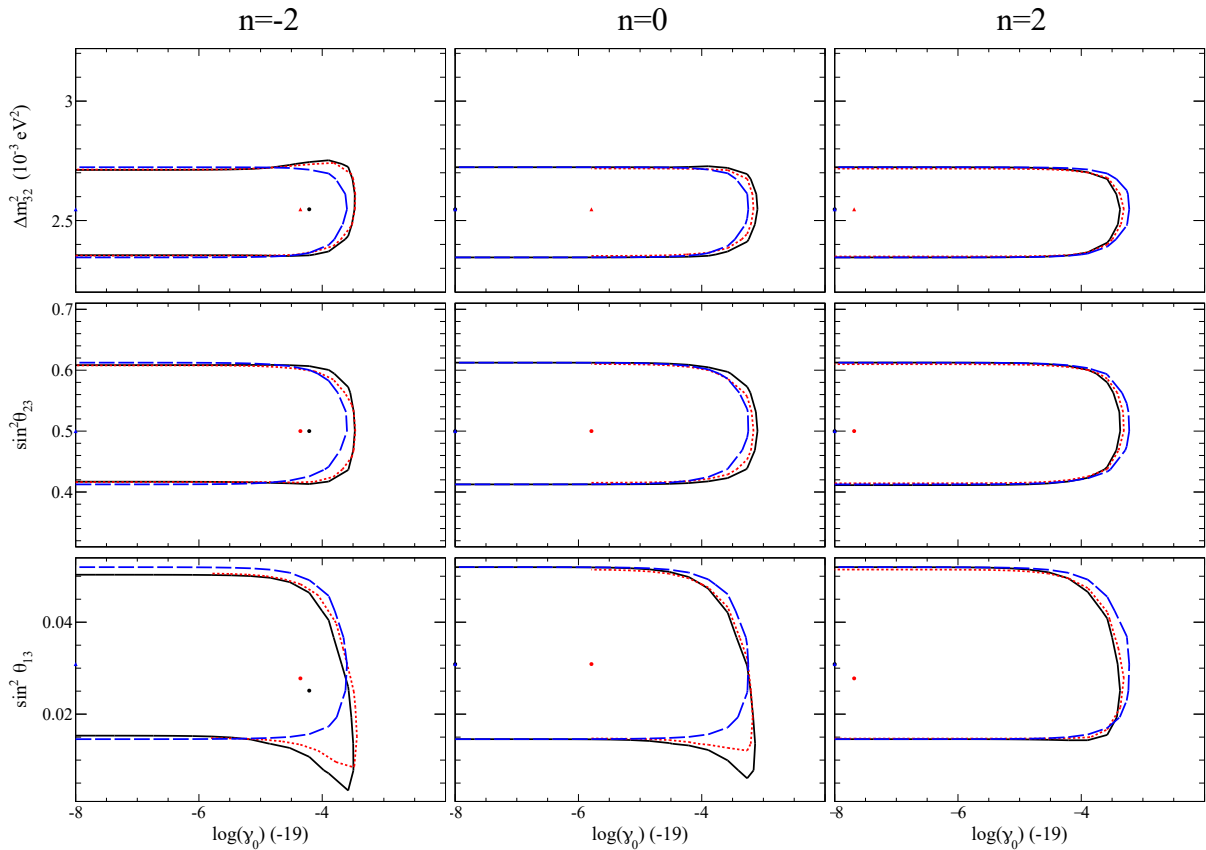 n=-2 n=0 n=2
Δm²₃₂ (10⁻³ eV²)
3
2.5
sin²θ₂₃
0.7
0.6
0.5
0.4
sin² θ₁₃
0.04
0.02
-8 -6 -4 -8 -6 -4 -8 -6 -4
log(γ₀) (-19) log(γ₀) (-19) log(γ₀) (-19)